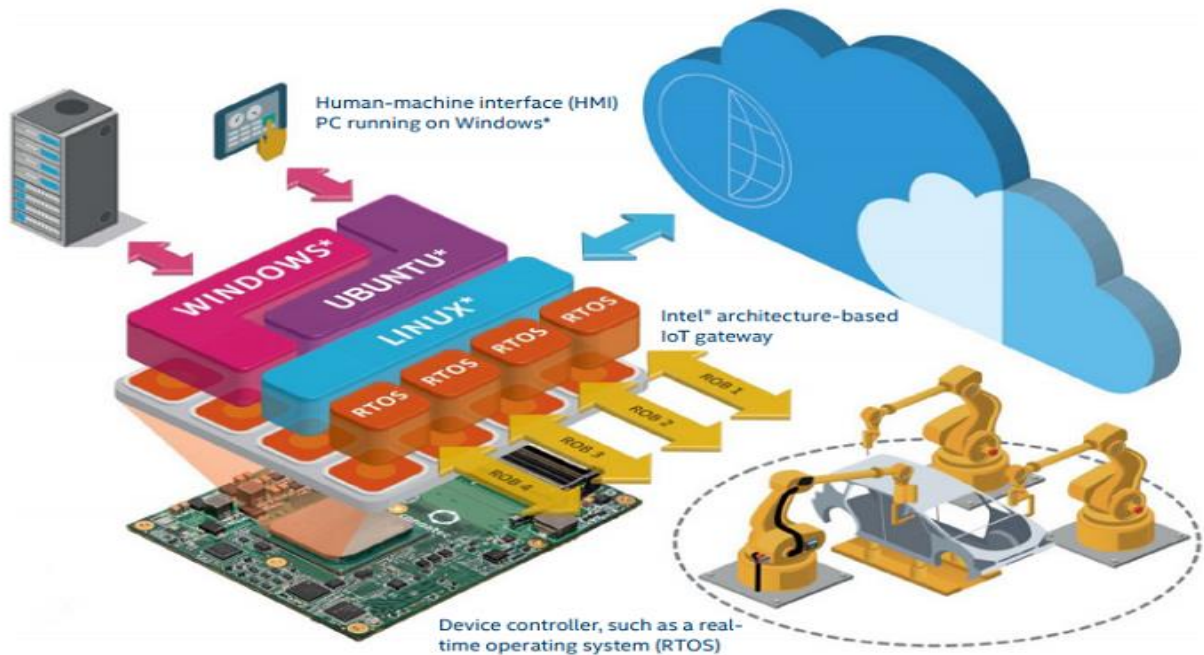 Human-machine interface (HMI)
PC running on Windows*
WINDOWS*
UBUNTU*
LINUX*
RTOS
RTOS
RTOS
RTOS
Intel® architecture-based
IoT gateway
ROB 1
ROB 2
ROB 3
ROB 4
Device controller, such as a real-
time operating system (RTOS)